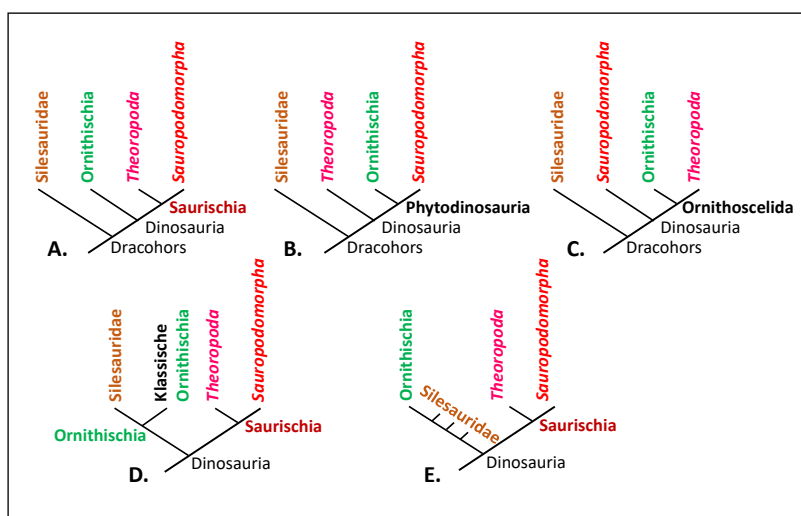 Silesauridae
Ornithischia
Theoropoda
Sauropodomorpha
Saurischia
Dinosauria
Dracohors
A.
Silesauridae
Theoropoda
Ornithischia
Sauropodomorpha
Phytodinosauria
Dinosauria
Dracohors
B.
Silesauridae
Sauropodomorpha
Ornithischia
Theoropoda
Ornithoscelida
Dinosauria
Dracohors
C.
Silesauridae
Klassische
Ornithischia
Theoropoda
Sauropodomorpha
Ornithischia
Saurischia
Dinosauria
D.
Ornithischia
Silesauridae
Theoropoda
Sauropodomorpha
Saurischia
Dinosauria
E.